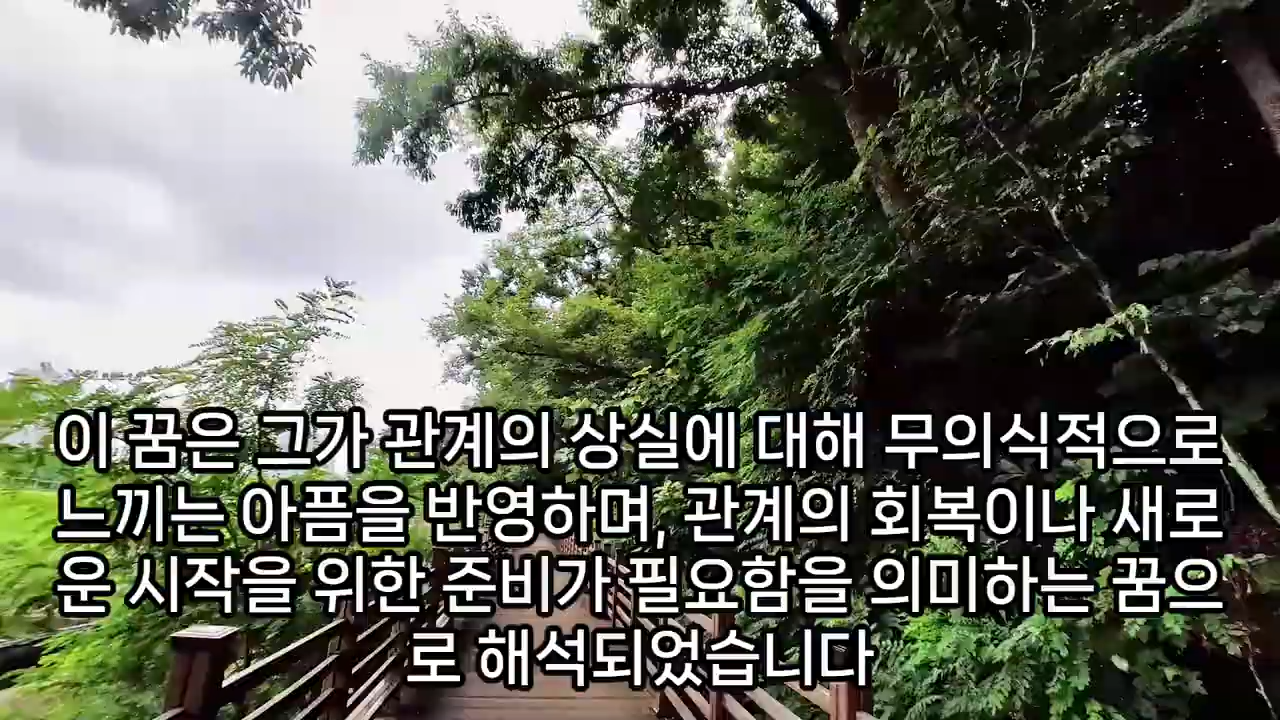 이 꿈은 그가 관계의 상실에 대해 무의식적으로
느끼는 아픔을 반영하며, 관계의 회복이나 새로
운 시작을 위한 준비가 필요함을 의미하는 꿈으
로 해석되었습니다